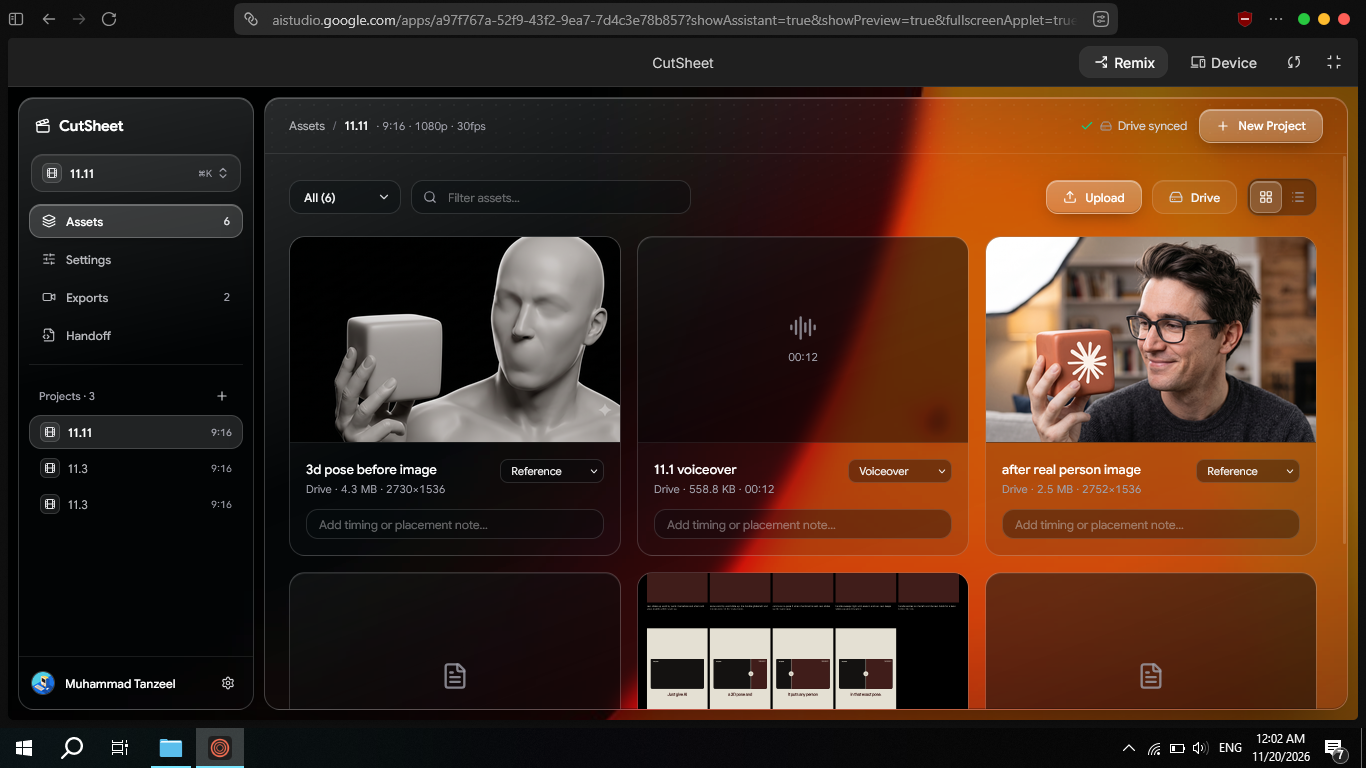 aistudio.google.com/apps/a97f767a-52f9-43f2-9ea7-7d4c3e78b857?showAssistant=true&showPreview=true&fullscreenApplet=true
CutSheet
Remix
Device
CutSheet
11.11
⌘K
Assets
6
Settings
Exports
2
Handoff
Projects · 3
11.11
9:16
11.3
9:16
11.3
9:16
Muhammad Tanzeel
Assets / 11.11 · 9:16 · 1080p · 30fps
Drive synced
New Project
All (6)
Filter assets...
Upload
Drive
00:12
3d pose before image
Reference
Drive · 4.3 MB · 2730×1536
Add timing or placement note...
11.1 voiceover
Voiceover
Drive · 558.8 KB · 00:12
Add timing or placement note...
after real person image
Reference
Drive · 2.5 MB · 2752×1536
Add timing or placement note...
Just give AI
a 3D pose and
it puts any person
in that exact pose.
ENG
12:02 AM
11/20/2026
7